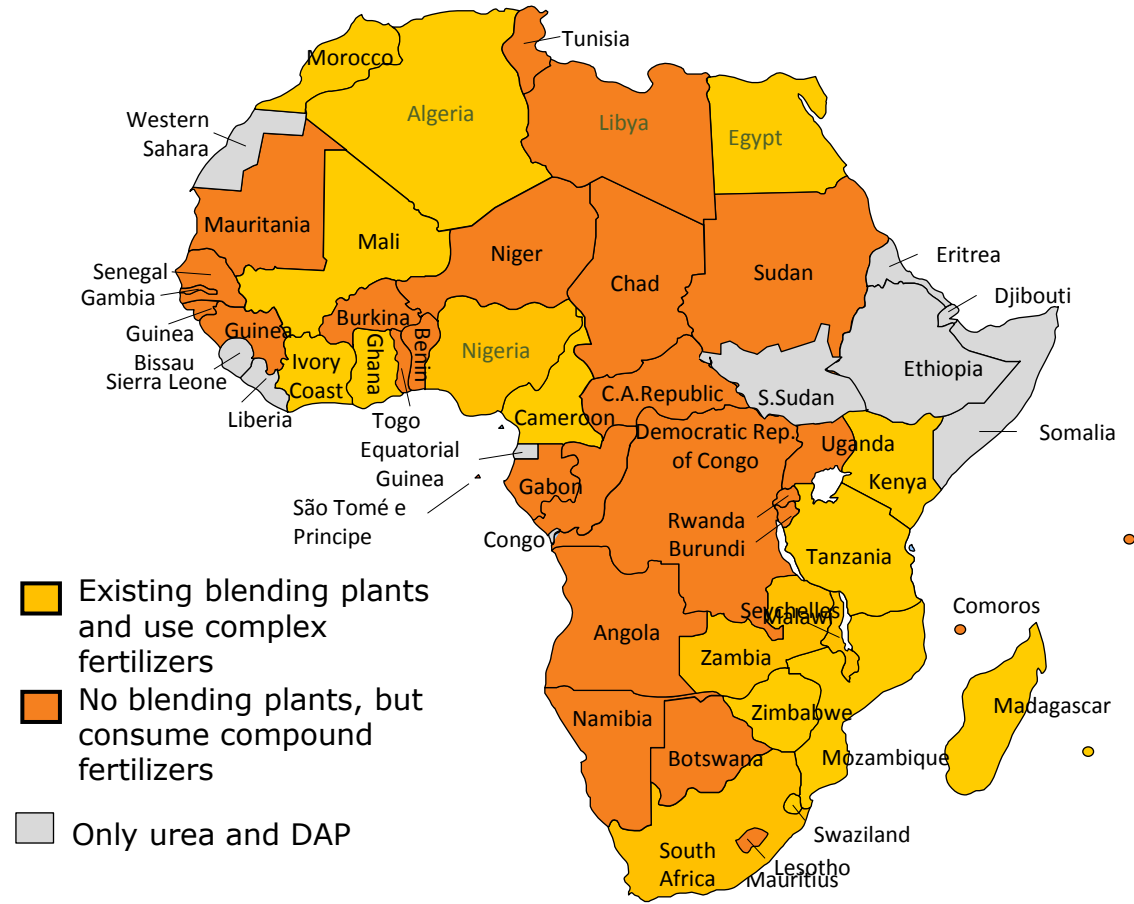 Tunisia
Morocco
Algeria
Libya
Egypt
Western
Sahara
Mauritania
Mali
Niger
Chad
Sudan
Eritrea
Djibouti
Senegal
Gambia
Guinea
Bissau
Guinea
Burkina
Benin
Ghana
Nigeria
Ivory
Coast
Sierra Leone
Liberia
Togo
Cameroon
C.A.Republic
S.Sudan
Ethiopia
Somalia
Equatorial
Guinea
Democratic Rep.
of Congo
Uganda
Kenya
Gabon
São Tomé e
Principe
Congo
Rwanda
Burundi
Tanzania
Existing blending plants
and use complex
fertilizers
No blending plants, but
consume compound
fertilizers
Only urea and DAP
Angola
Seychelles
Malawi
Comoros
Zambia
Namibia
Zimbabwe
Madagascar
Botswana
Mozambique
Swaziland
South
Africa
Lesotho
Mauritius